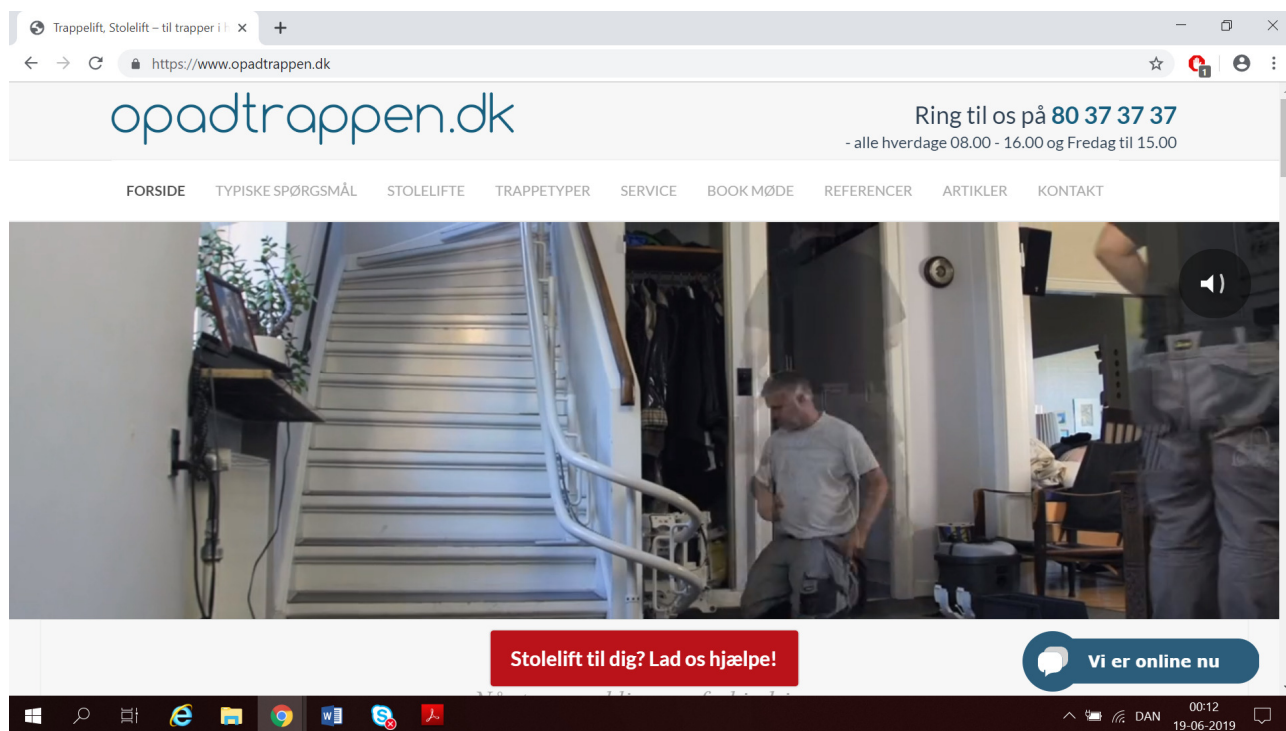 Trappelift, Stolelift – til trapper i h
https://www.opadtrappen.dk
1
opadtrappen.dk
Ring til os på 80 37 37 37
- alle hverdage 08.00 - 16.00 og Fredag til 15.00
FORSIDE TYPISKE SPØRGSMÅL STOLELIFTE TRAPPETYPER SERVICE BOOK MØDE REFERENCER ARTIKLER KONTAKT
Stolelift til dig? Lad os hjælpe!
Vi er online nu
DAN
00:12
19-06-2019